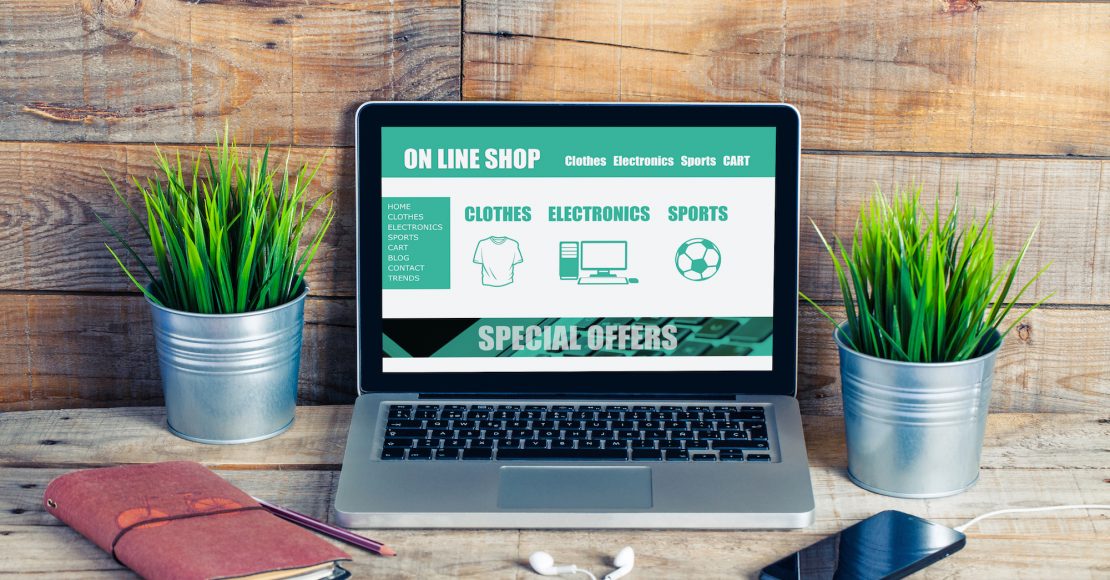 ON LINE SHOP
Clothes Electronics Sports CART
HOME
CLOTHES
ELECTRONICS
SPORTS
CART
BLOG
CONTACT
TRENDS
CLOTHES ELECTRONICS SPORTS
SPECIAL OFFERS